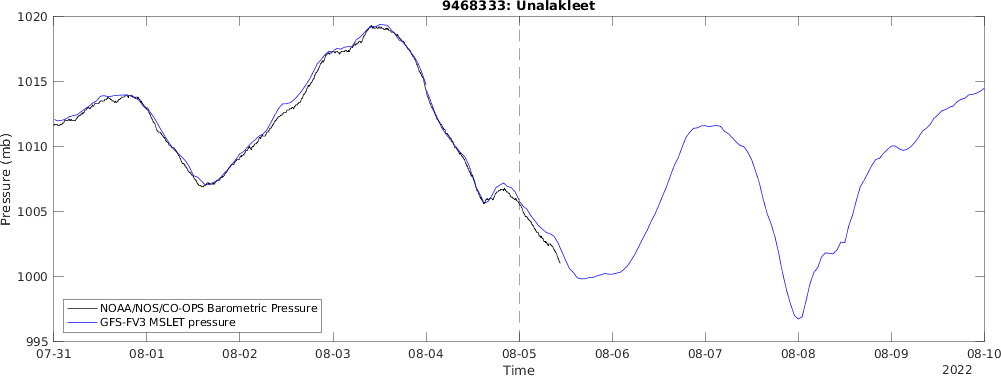 9468333: Unalakleet
Pressure (mb)
1020
1015
1010
1005
1000
995
NOAA/NOS/CO-OPS Barometric Pressure
GFS-FV3 MSLET pressure
07-31 08-01 08-02 08-03 08-04 08-05 08-06 08-07 08-08 08-09 08-10
Time
2022